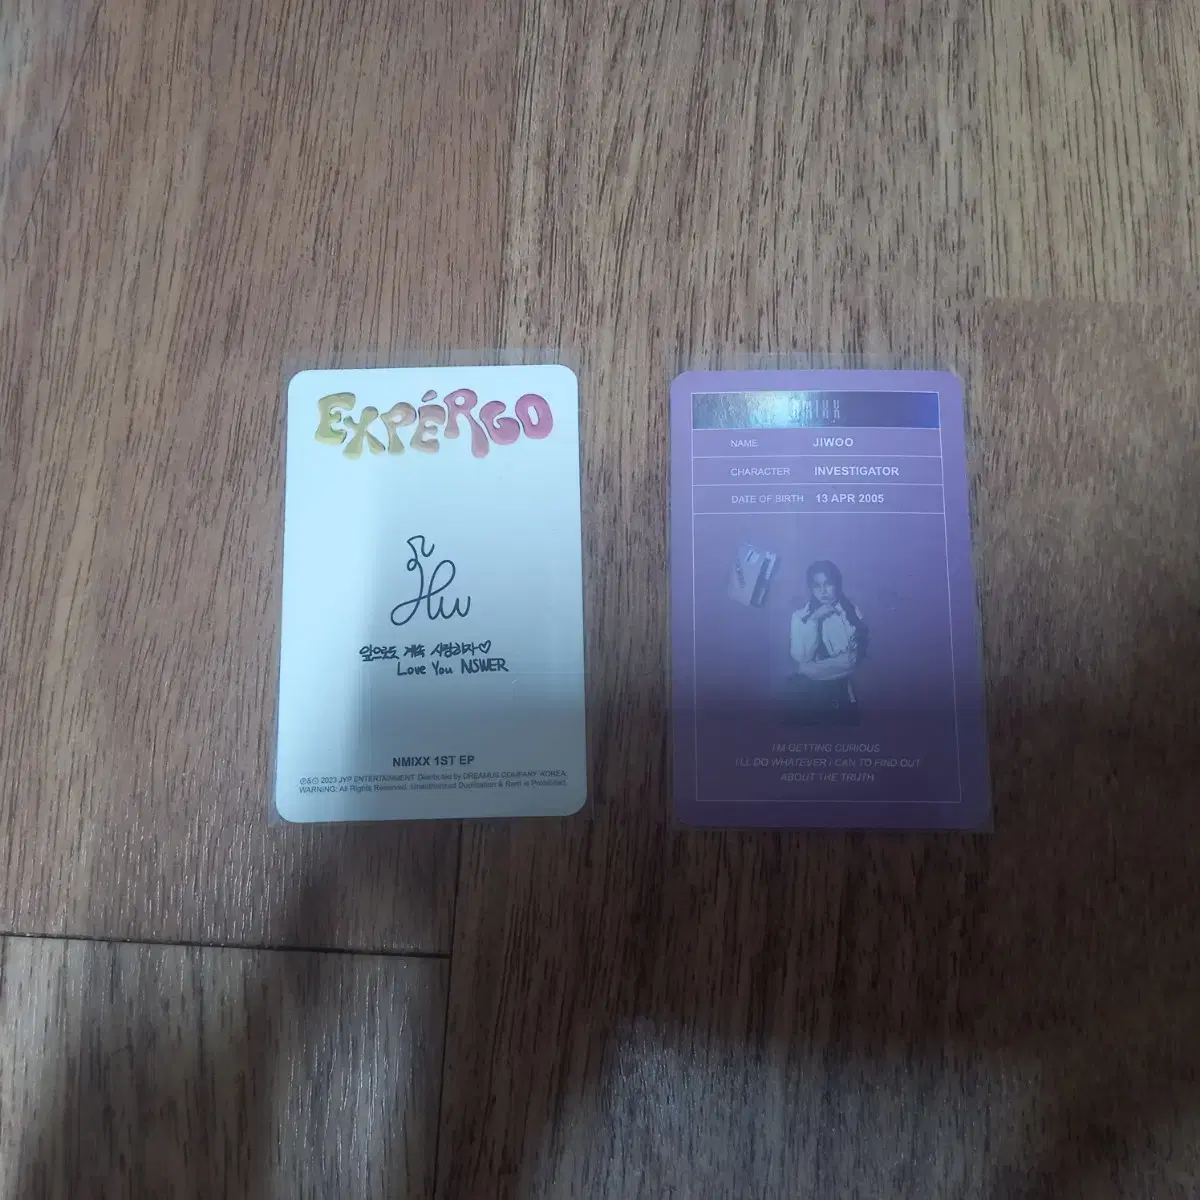 EXPÉRGO
앞으로도 계속 사랑하자♡
Love You NSWER
NMIXX 1ST EP
℗&© 2023 JYP ENTERTAINMENT. Distributed by DREAMUS COMPANY. KOREA.
WARNING: All Rights Reserved. Unauthorized Duplication & Rent is Prohibited.
NMIXX
NAME JIWOO
CHARACTER INVESTIGATOR
DATE OF BIRTH 13 APR 2005
I'M GETTING CURIOUS
I'LL DO WHATEVER I CAN TO FIND OUT
ABOUT THE TRUTH